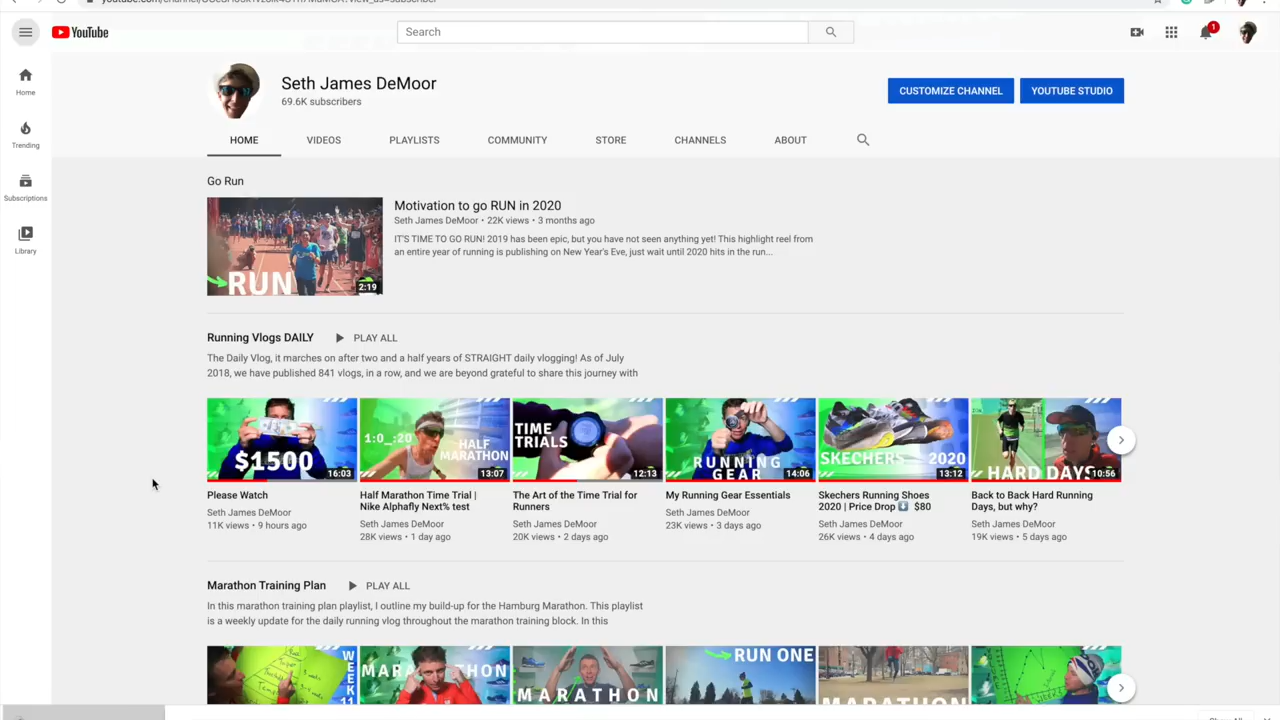 YouTube
Search
1
Home
Trending
Subscriptions
Library
Seth James DeMoor
69.6K subscribers
CUSTOMIZE CHANNEL
YOUTUBE STUDIO
HOME
VIDEOS
PLAYLISTS
COMMUNITY
STORE
CHANNELS
ABOUT
Go Run
RUN
2:19
Motivation to go RUN in 2020
Seth James DeMoor • 22K views • 3 months ago
IT'S TIME TO GO RUN! 2019 has been epic, but you have not seen anything yet! This highlight reel from
an entire year of running is publishing on New Year's Eve, just wait until 2020 hits in the run...
Running Vlogs DAILY
PLAY ALL
The Daily Vlog, it marches on after two and a half years of STRAIGHT daily vlogging! As of July
2018, we have published 841 vlogs, in a row, and we are beyond grateful to share this journey with
$1500
16:03
Please Watch
Seth James DeMoor
11K views • 9 hours ago
1:0_:20
HALF
MARATHON
13:07
Half Marathon Time Trial |
Nike Alphafly Next% test
Seth James DeMoor
28K views • 1 day ago
TIME
TRIALS
12:13
The Art of the Time Trial for
Runners
Seth James DeMoor
20K views • 2 days ago
RUNNING
GEAR
14:06
My Running Gear Essentials
Seth James DeMoor
23K views • 3 days ago
SKECHERS 2020
13:12
Skechers Running Shoes
2020 | Price Drop ⬇️ $80
Seth James DeMoor
26K views • 4 days ago
HARD DAYS
10:56
Back to Back Hard Running
Days, but why?
Seth James DeMoor
19K views • 5 days ago
Marathon Training Plan
PLAY ALL
In this marathon training plan playlist, I outline my build-up for the Hamburg Marathon. This playlist
is a weekly update for the daily running vlog throughout the marathon training block. In this
WEEK 11
MARATHON
MARATHON
RUN ONE
MARATHON